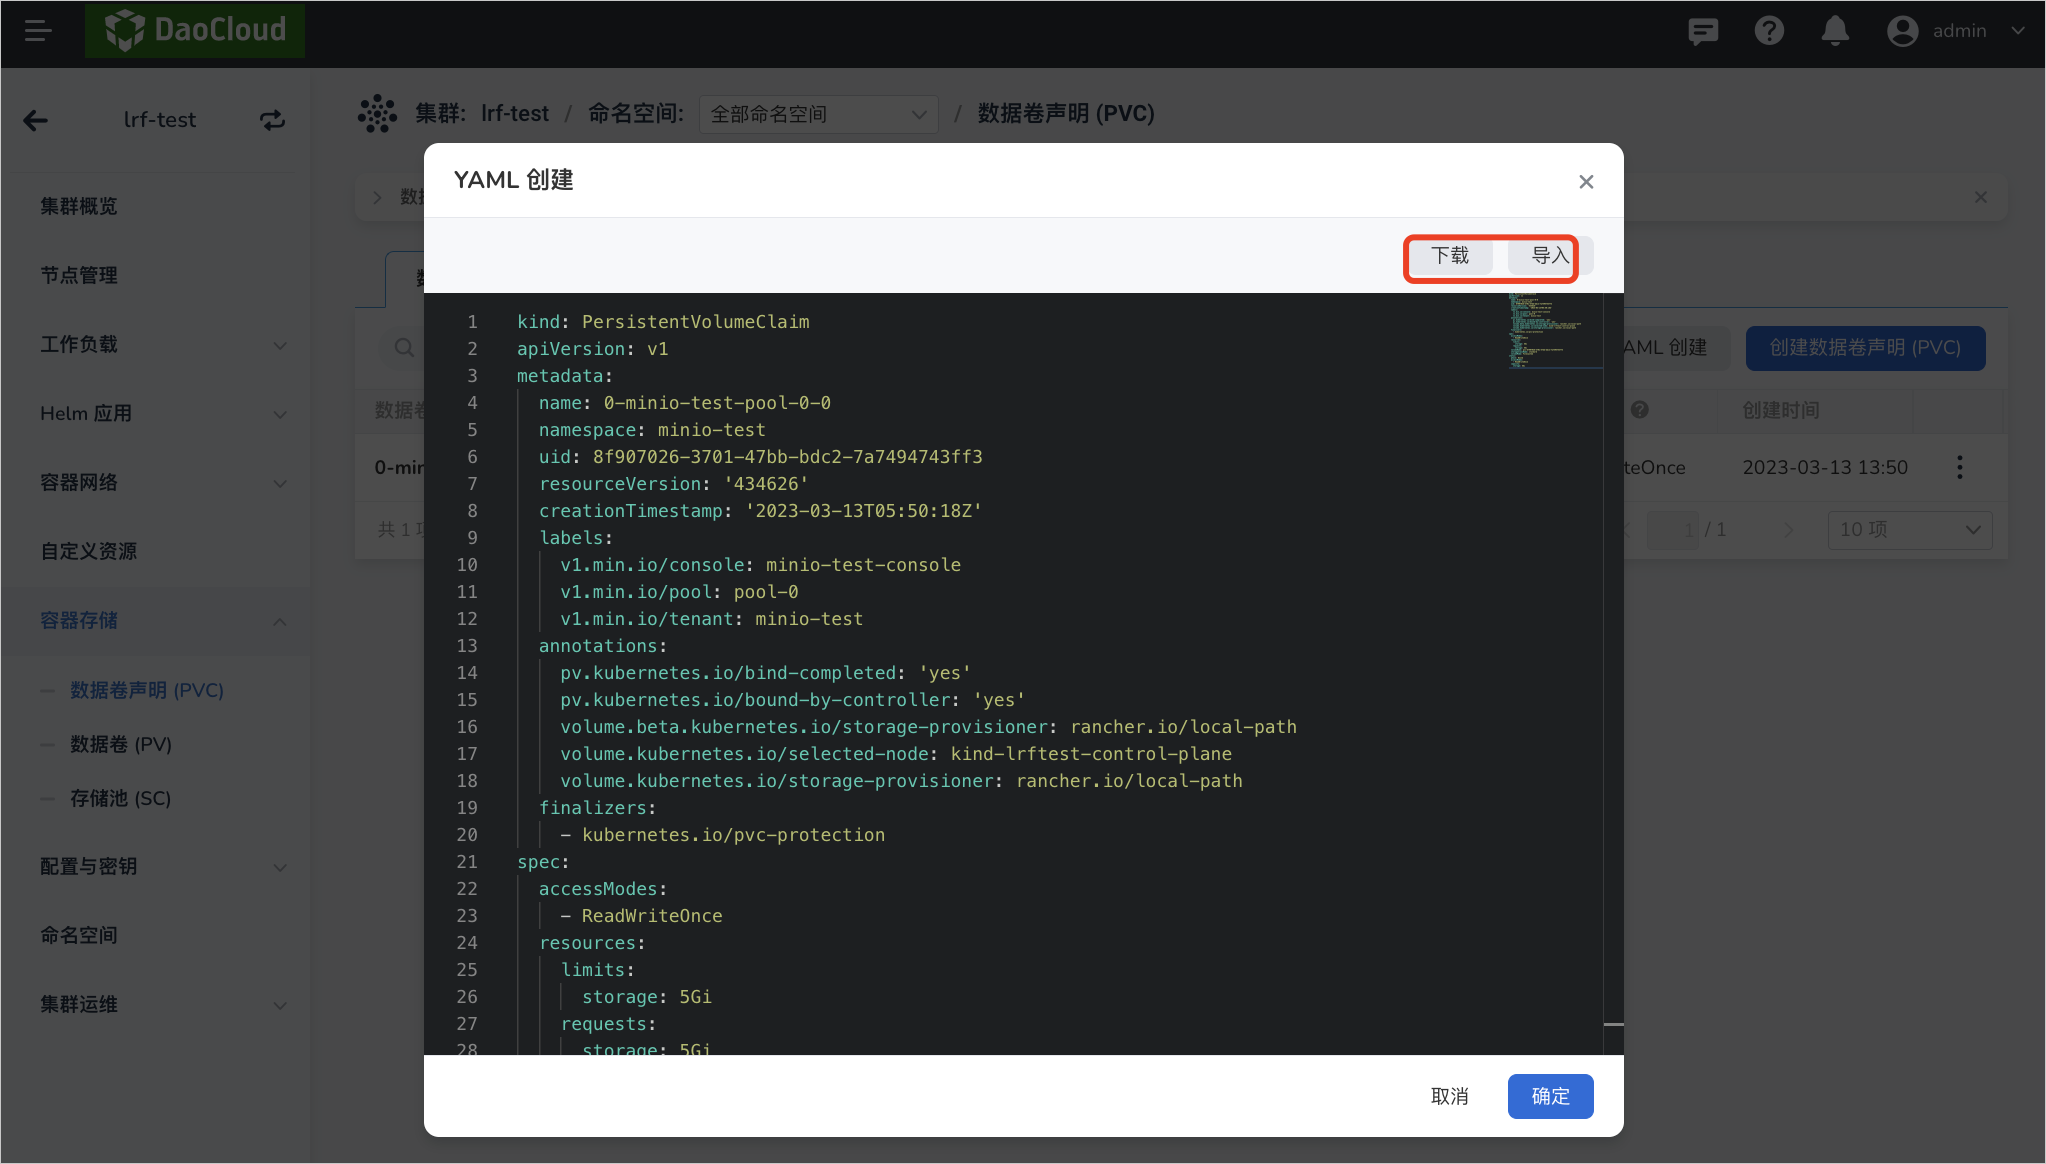 DaoCloud
admin
lrf-test
集群: lrf-test / 命名空间: 全部命名空间 / 数据卷声明 (PVC)
集群概览
节点管理
工作负载
Helm 应用
容器网络
自定义资源
容器存储
数据卷声明 (PVC)
数据卷 (PV)
存储池 (SC)
配置与密钥
命名空间
集群运维
YAML 创建
下载 导入
1 kind: PersistentVolumeClaim
2 apiVersion: v1
3 metadata:
4 name: 0-minio-test-pool-0-0
5 namespace: minio-test
6 uid: 8f907026-3701-47bb-bdc2-7a7494743ff3
7 resourceVersion: '434626'
8 creationTimestamp: '2023-03-13T05:50:18Z'
9 labels:
10 v1.min.io/console: minio-test-console
11 v1.min.io/pool: pool-0
12 v1.min.io/tenant: minio-test
13 annotations:
14 pv.kubernetes.io/bind-completed: 'yes'
15 pv.kubernetes.io/bound-by-controller: 'yes'
16 volume.beta.kubernetes.io/storage-provisioner: rancher.io/local-path
17 volume.kubernetes.io/selected-node: kind-lrftest-control-plane
18 volume.kubernetes.io/storage-provisioner: rancher.io/local-path
19 finalizers:
20 - kubernetes.io/pvc-protection
21 spec:
22 accessModes:
23 - ReadWriteOnce
24 resources:
25 limits:
26 storage: 5Gi
27 requests:
28 storage: 5Gi
取消 确定
AML 创建 创建数据卷声明 (PVC)
数据卷 创建时间
0-min teOnce 2023-03-13 13:50
共 1 项 1 / 1 10 项